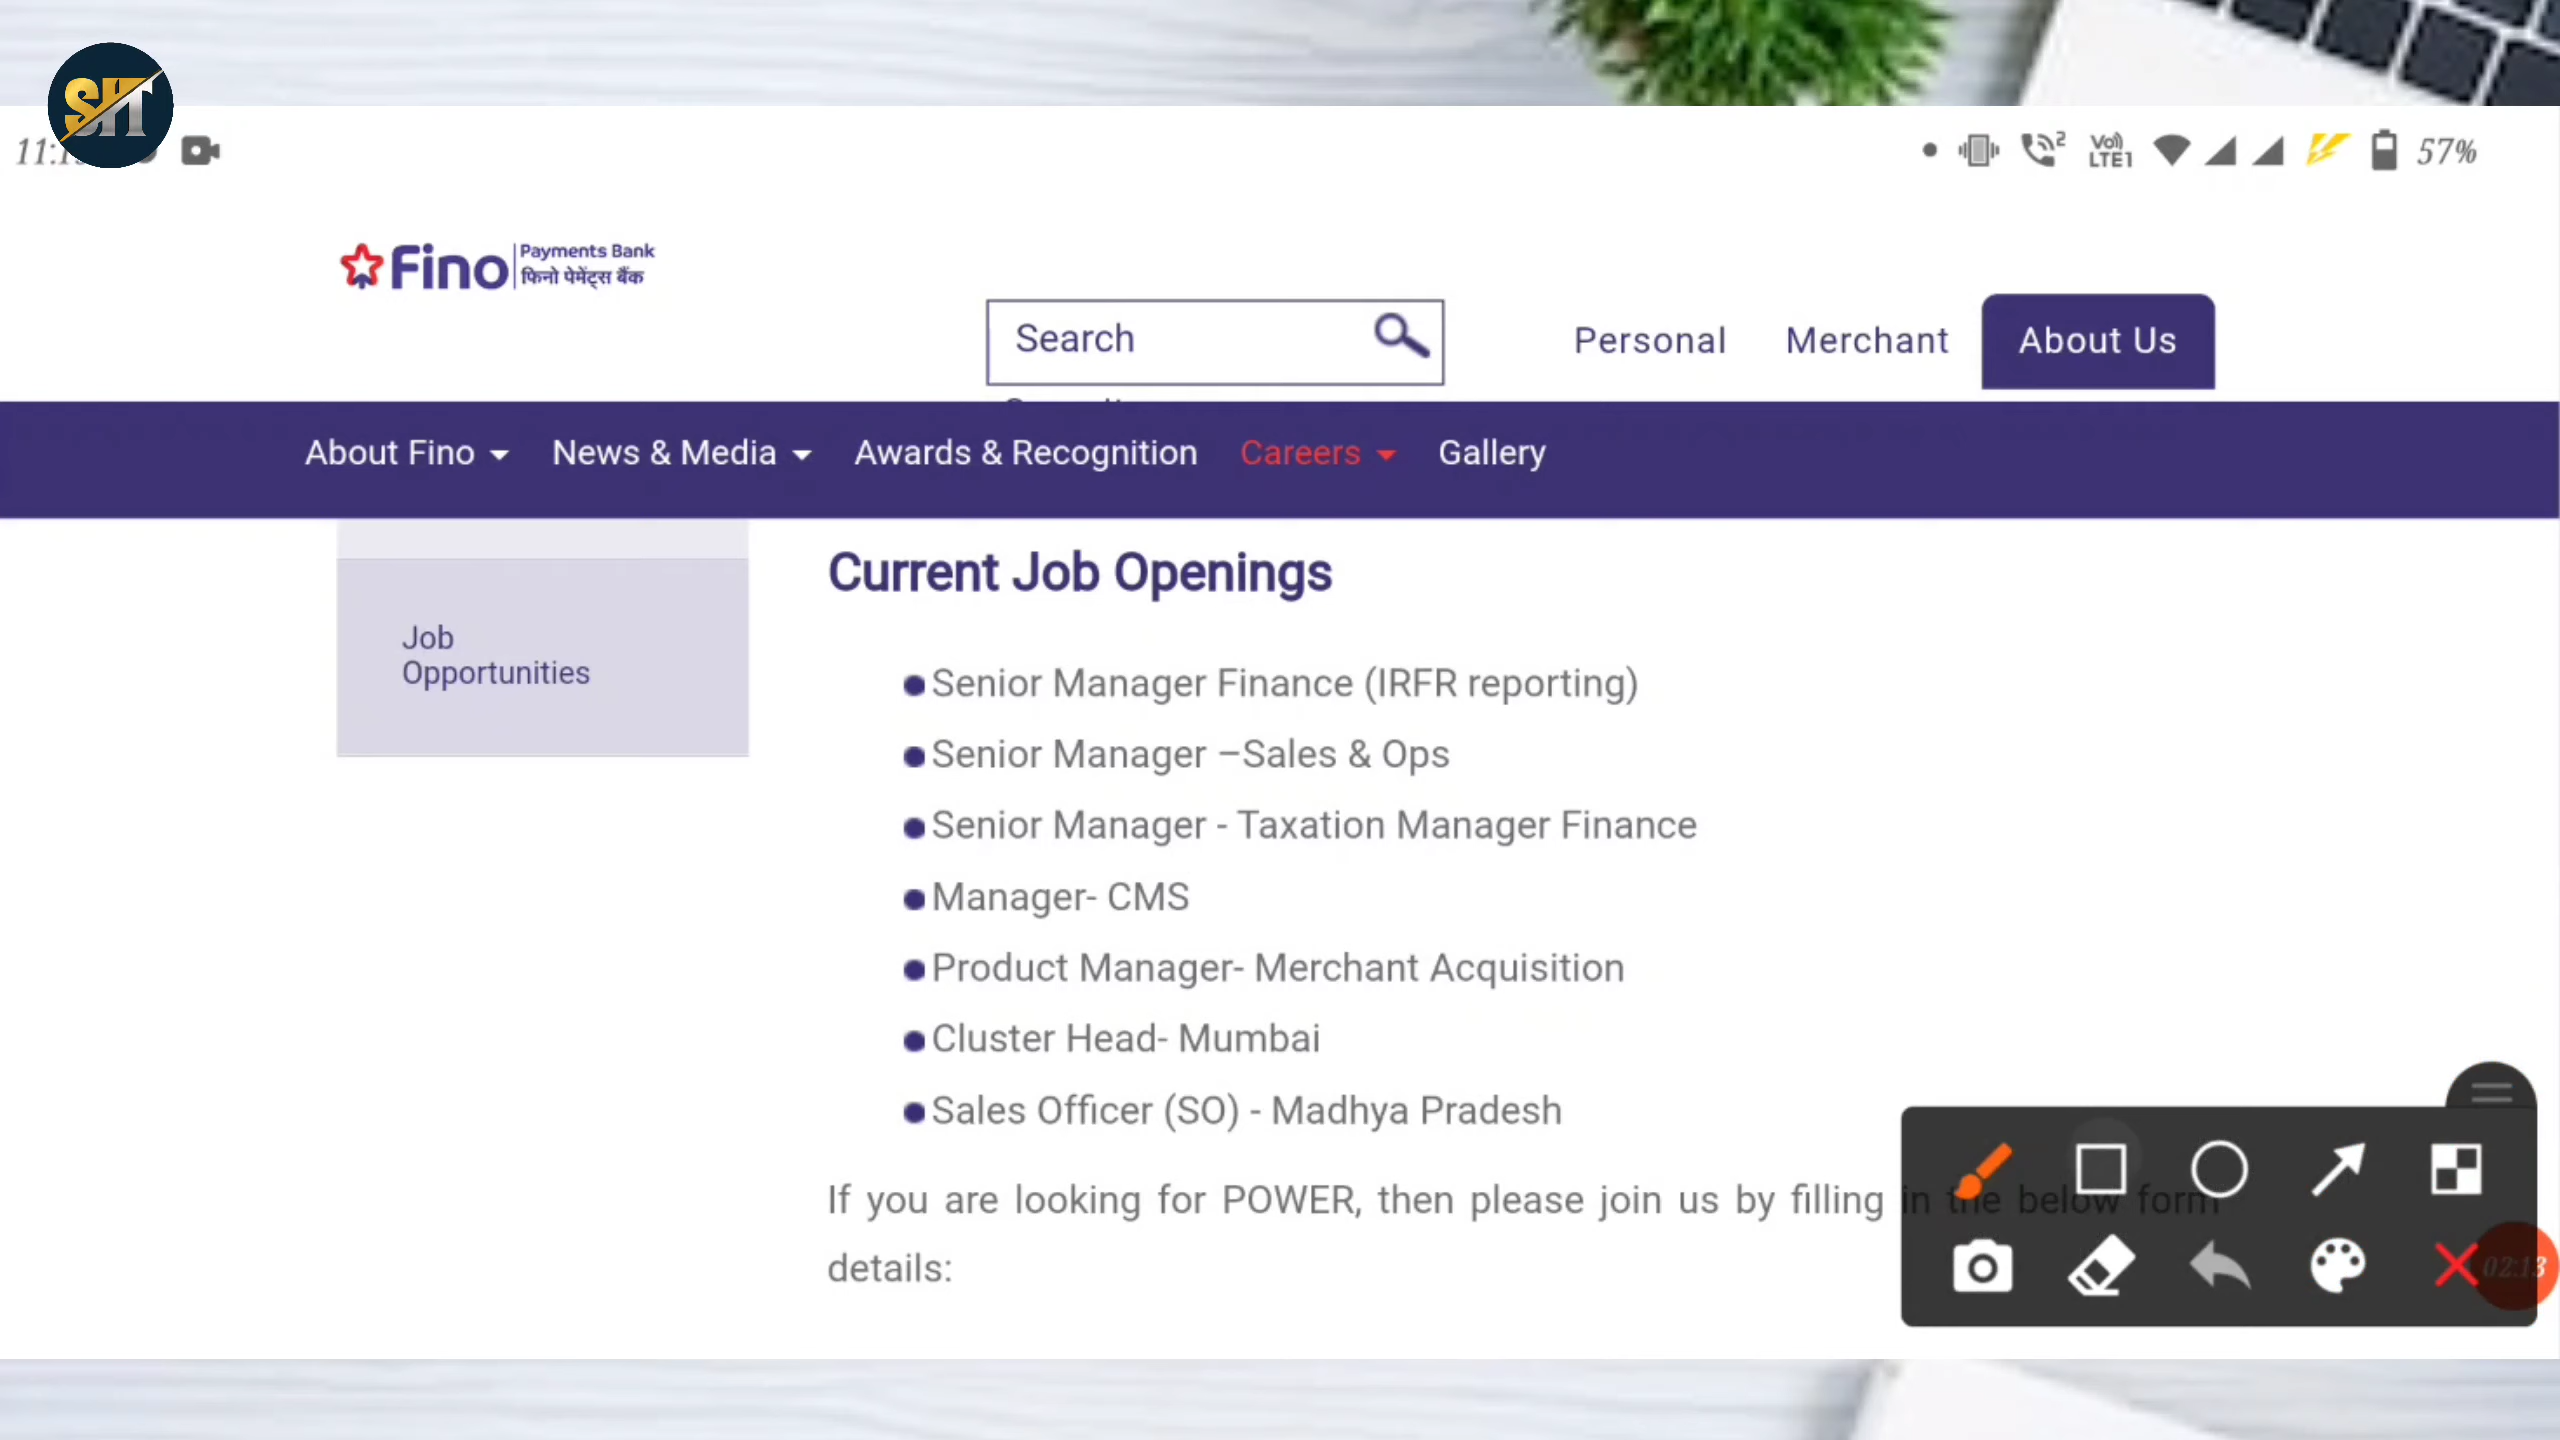 SHT
57%
Fino
Payments Bank
फिनो पेमेंट्स बैंक
Search
Personal
Merchant
About Us
About Fino
News & Media
Awards & Recognition
Careers
Gallery
Current Job Openings
Job
Opportunities
Senior Manager Finance (IRFR reporting)
Senior Manager –Sales & Ops
Senior Manager - Taxation Manager Finance
Manager- CMS
Product Manager- Merchant Acquisition
Cluster Head- Mumbai
Sales Officer (SO) - Madhya Pradesh
If you are looking for POWER, then please join us by filling in the below form
details:
02:13